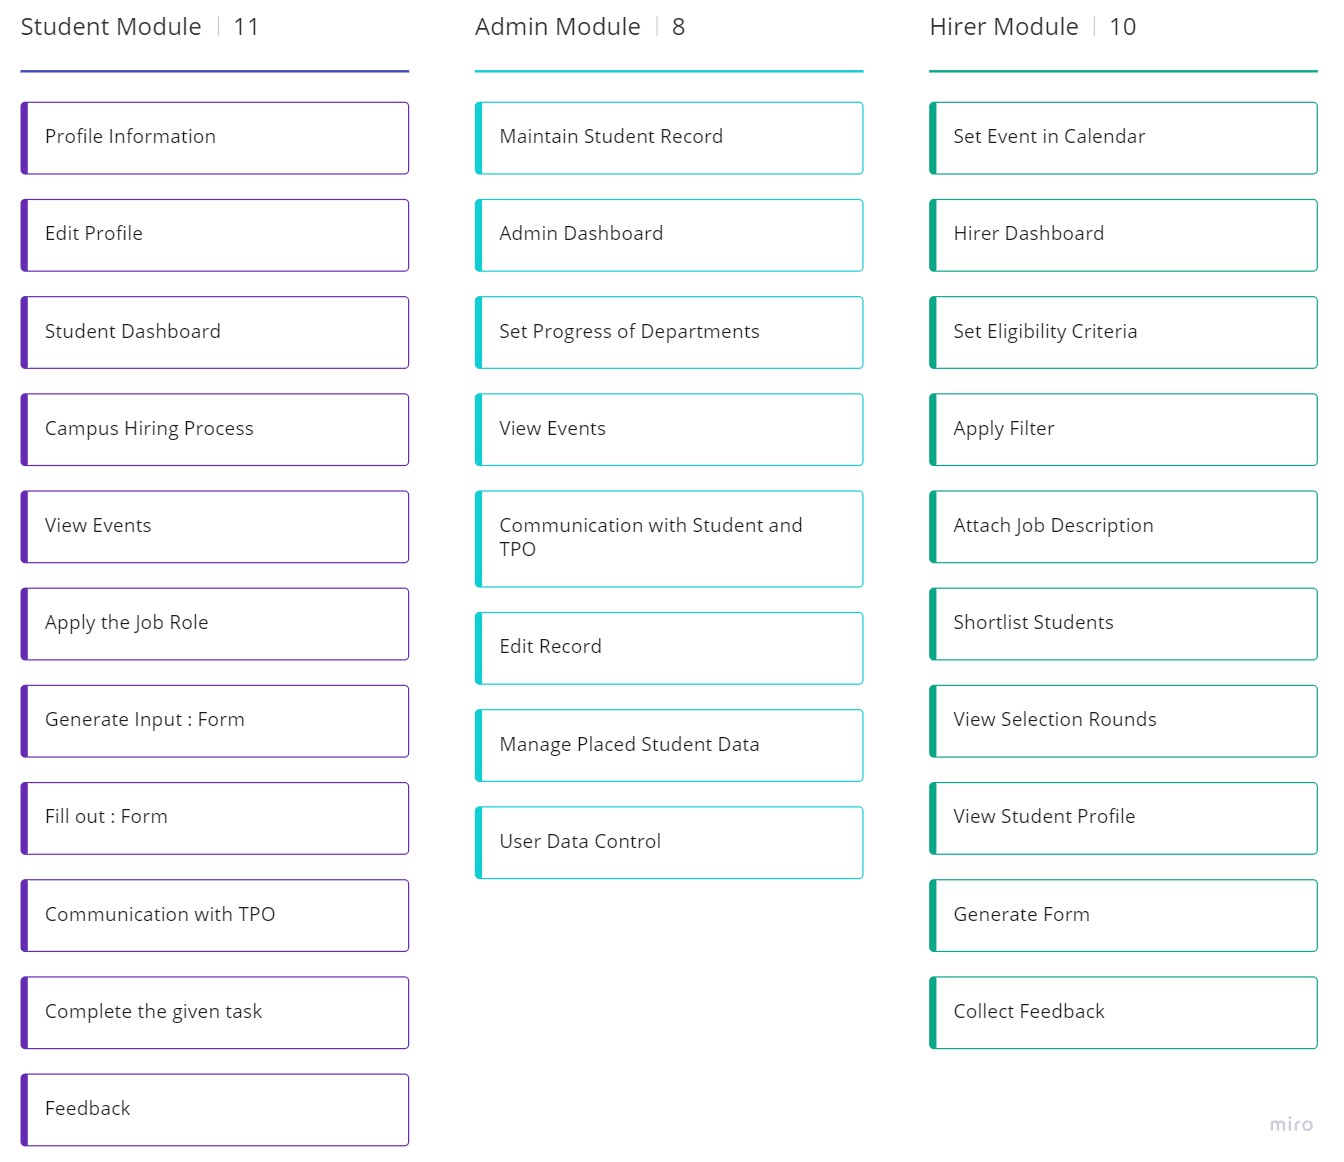 Student Module | 11
Profile Information
Edit Profile
Student Dashboard
Campus Hiring Process
View Events
Apply the Job Role
Generate Input : Form
Fill out : Form
Communication with TPO
Complete the given task
Feedback
Admin Module | 8
Maintain Student Record
Admin Dashboard
Set Progress of Departments
View Events
Communication with Student and
TPO
Edit Record
Manage Placed Student Data
User Data Control
Hirer Module | 10
Set Event in Calendar
Hirer Dashboard
Set Eligibility Criteria
Apply Filter
Attach Job Description
Shortlist Students
View Selection Rounds
View Student Profile
Generate Form
Collect Feedback
miro